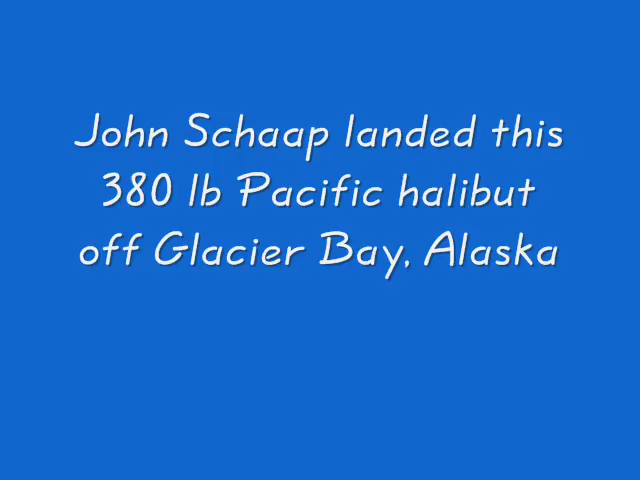 John Schaap landed this
380 lb Pacific halibut
off Glacier Bay, Alaska